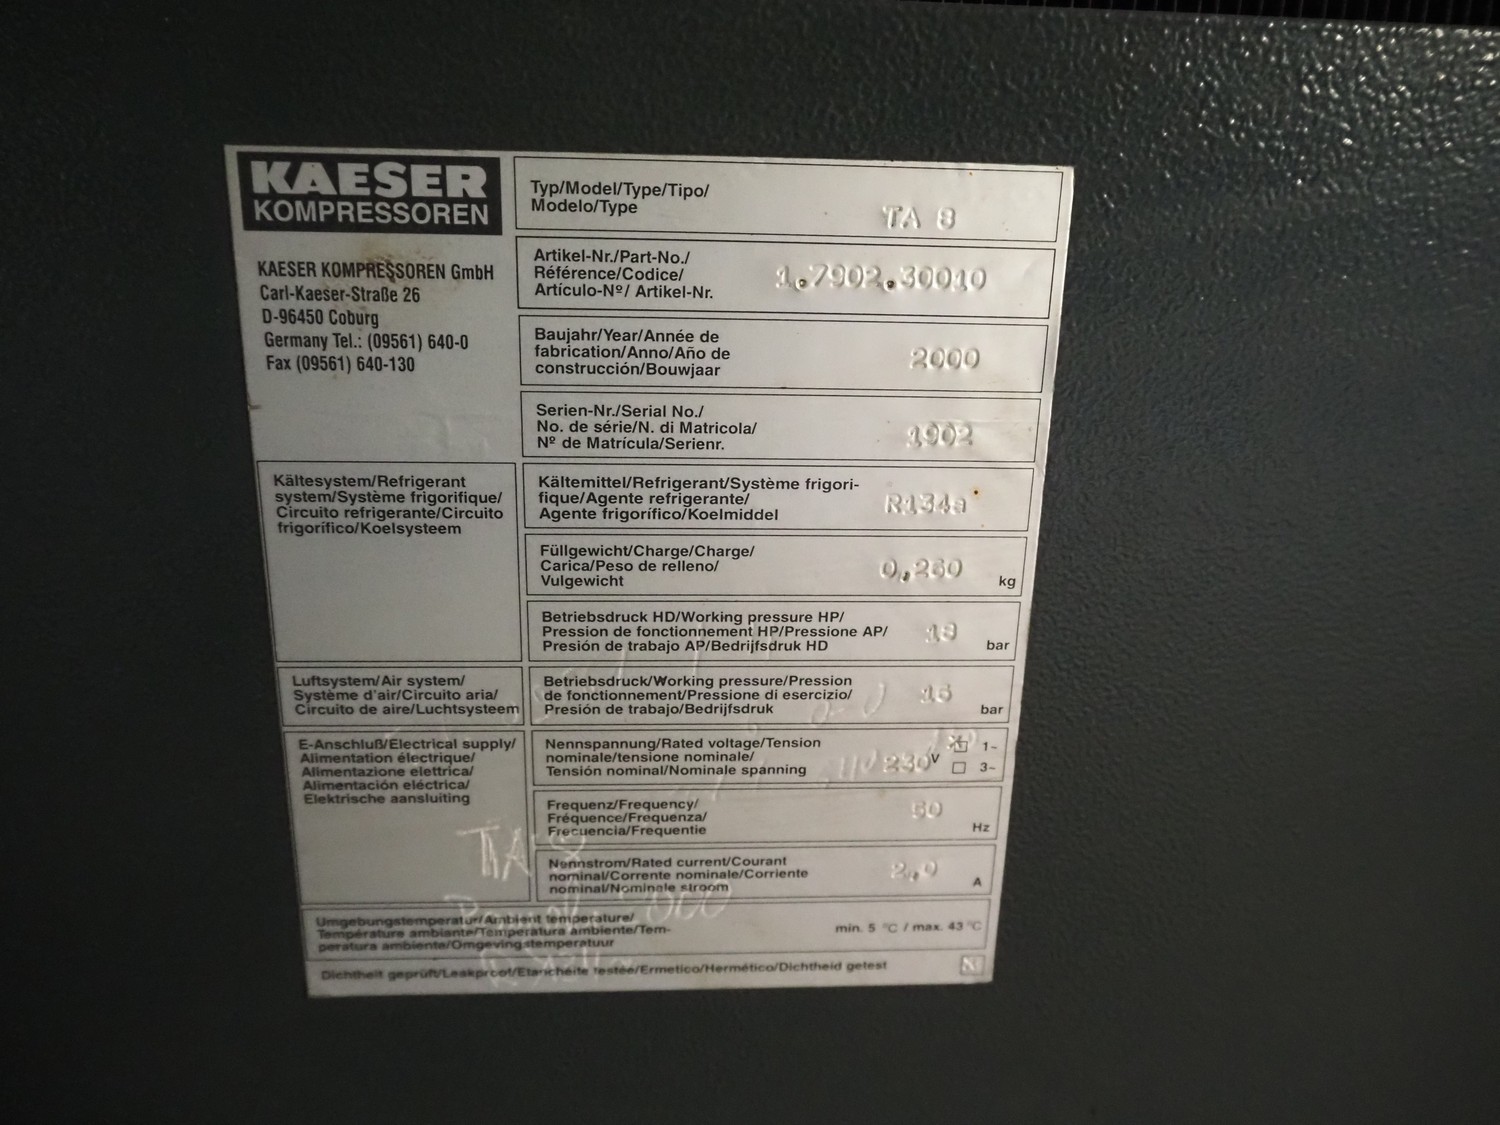 KAESER
KOMPRESSOREN
KAESER KOMPRESSOREN GmbH
Carl-Kaeser-Straße 26
D-96450 Coburg
Germany Tel.: (09561) 640-0
Fax (09561) 640-130
Typ/Model/Type/Tipo/
Modelo/Type
TA 8
Artikel-Nr./Part-No./
Référence/Codice/
Artículo-Nº/ Artikel-Nr.
1.7902.30010
Baujahr/Year/Année de
fabrication/Anno/Año de
construcción/Bouwjaar
2000
Serien-Nr./Serial No./
No. de série/N. di Matricola/
Nº de Matrícula/Serienr.
1902
Kältesystem/Refrigerant
system/Système frigorifique/
Circuito refrigerante/Circuito
frigorífico/Koelsysteem
Kältemittel/Refrigerant/Système frigori-
fique/Agente refrigerante/
Agente frigorífico/Koelmiddel
R134a
Füllgewicht/Charge/Charge/
Carica/Peso de relleno/
Vulgewicht
0,260
kg
Betriebsdruck HD/Working pressure HP/
Pression de fonctionnement HP/Pressione AP/
Presión de trabajo AP/Bedrijfsdruk HD
bar
Luftsystem/Air system/
Système d'air/Circuito aria/
Circuito de aire/Luchtsysteem
Betriebsdruck/Working pressure/Pression
de fonctionnement/Pressione di esercizio/
Presión de trabajo/Bedrijfsdruk
16
bar
E-Anschluß/Electrical supply/
Alimentation électrique/
Alimentazione elettrica/
Alimentación eléctrica/
Elektrische aansluiting
Nennspannung/Rated voltage/Tension
nominale/tensione nominale/
Tensión nominal/Nominale spanning
230 V
1~
3~
Frequenz/Frequency/
Fréquence/Frequenza/
Frecuencia/Frequentie
50
Hz
Nennstrom/Rated current/Courant
nominal/Corrente nominale/Corriente
nominal/Nominale stroom
2,0
A
TA 8
Umgebungstemperatur/Ambient temperature/
Température ambiante/Temperatura ambiente/Tem-
peratura ambiente/Omgevingstemperatuur
min. 5 °C / max. 43 °C
Dichtheit geprüft/Leakproof/Etanchéité testée/Ermetico/Hermético/Dichtheid getest